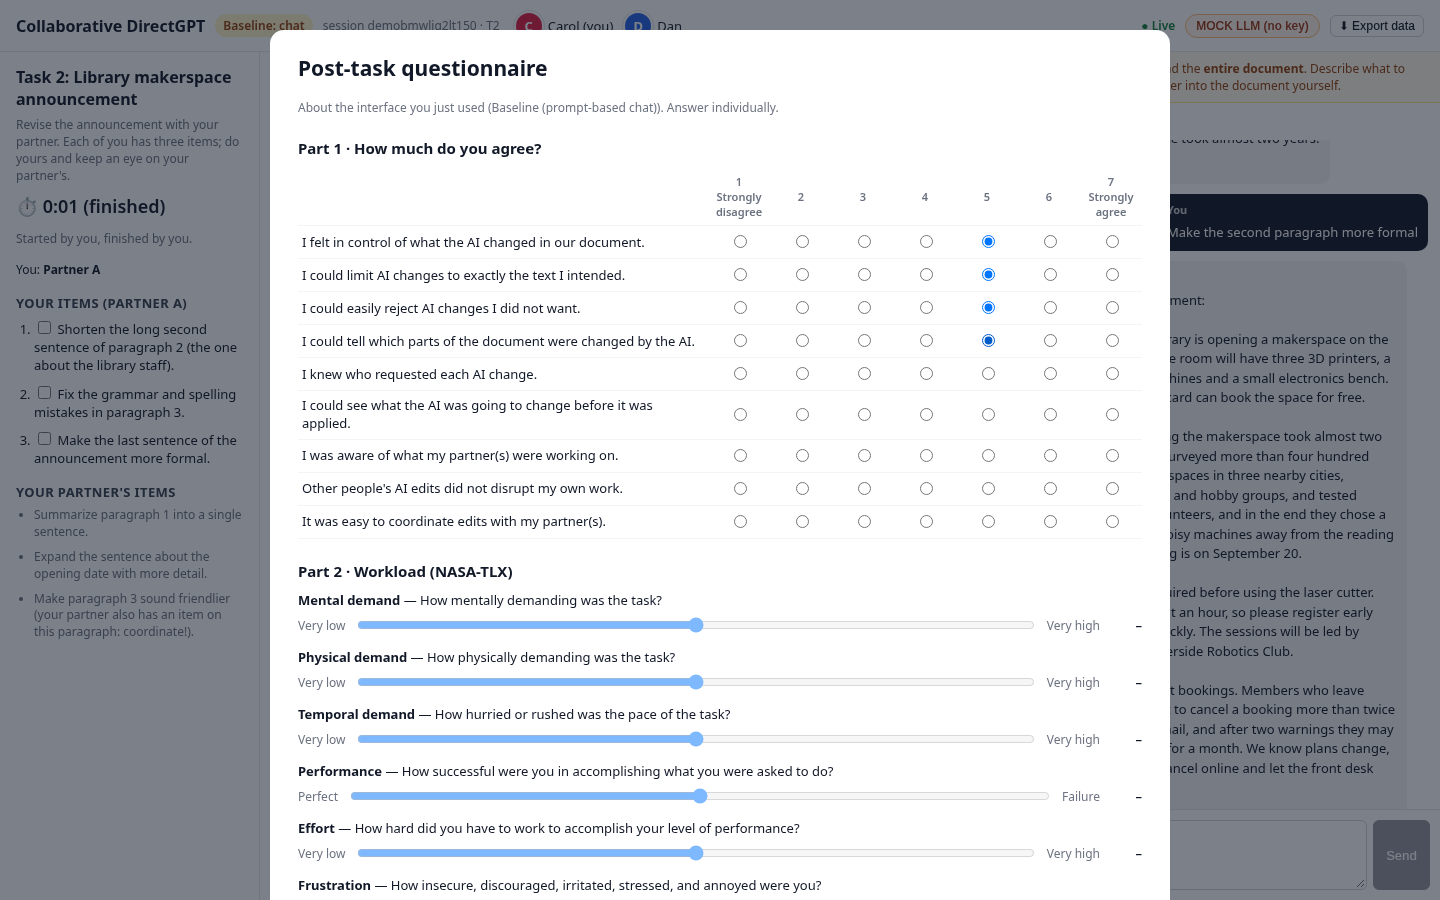 Collaborative DirectGPT
Baseline: chat
session demobmwliq2lt150 · T2
C
Carol (you)
D
Dan
● Live
MOCK LLM (no key)
⬇ Export data
Task 2: Library makerspace
announcement
Revise the announcement with your
partner. Each of you has three items; do
yours and keep an eye on your
partner's.
0:01 (finished)
Started by you, finished by you.
You: Partner A
YOUR ITEMS (PARTNER A)
1. Shorten the long second
sentence of paragraph 2 (the one
about the library staff).
2. Fix the grammar and spelling
mistakes in paragraph 3.
3. Make the last sentence of the
announcement more formal.
YOUR PARTNER'S ITEMS
• Summarize paragraph 1 into a single
sentence.
• Expand the sentence about the
opening date with more detail.
• Make paragraph 3 sound friendlier
(your partner also has an item on
this paragraph: coordinate!).
Post-task questionnaire
About the interface you just used (Baseline (prompt-based chat)). Answer individually.
Part 1 · How much do you agree?
1
Strongly
disagree
2
3
4
5
6
7
Strongly
agree
I felt in control of what the AI changed in our document.
I could limit AI changes to exactly the text I intended.
I could easily reject AI changes I did not want.
I could tell which parts of the document were changed by the AI.
I knew who requested each AI change.
I could see what the AI was going to change before it was
applied.
I was aware of what my partner(s) were working on.
Other people's AI edits did not disrupt my own work.
It was easy to coordinate edits with my partner(s).
Part 2 · Workload (NASA-TLX)
Mental demand — How mentally demanding was the task?
Very low
Very high
–
Physical demand — How physically demanding was the task?
Very low
Very high
–
Temporal demand — How hurried or rushed was the pace of the task?
Very low
Very high
–
Performance — How successful were you in accomplishing what you were asked to do?
Perfect
Failure
–
Effort — How hard did you have to work to accomplish your level of performance?
Very low
Very high
–
Frustration — How insecure, discouraged, irritated, stressed, and annoyed were you?
the entire document. Describe what to
into the document yourself.
took almost two years.
You
Make the second paragraph more formal
is opening a makerspace on the
room will have three 3D printers, a
and a small electronics bench.
can book the space for free.
the makerspace took almost two
more than four hundred
spaces in three nearby cities,
and hobby groups, and tested
and in the end they chose a
machines away from the reading
is on September 20.
before using the laser cutter.
an hour, so please register early
The sessions will be led by
Robotics Club.
bookings. Members who leave
to cancel a booking more than twice
and after two warnings they may
for a month. We know plans change,
online and let the front desk
Send